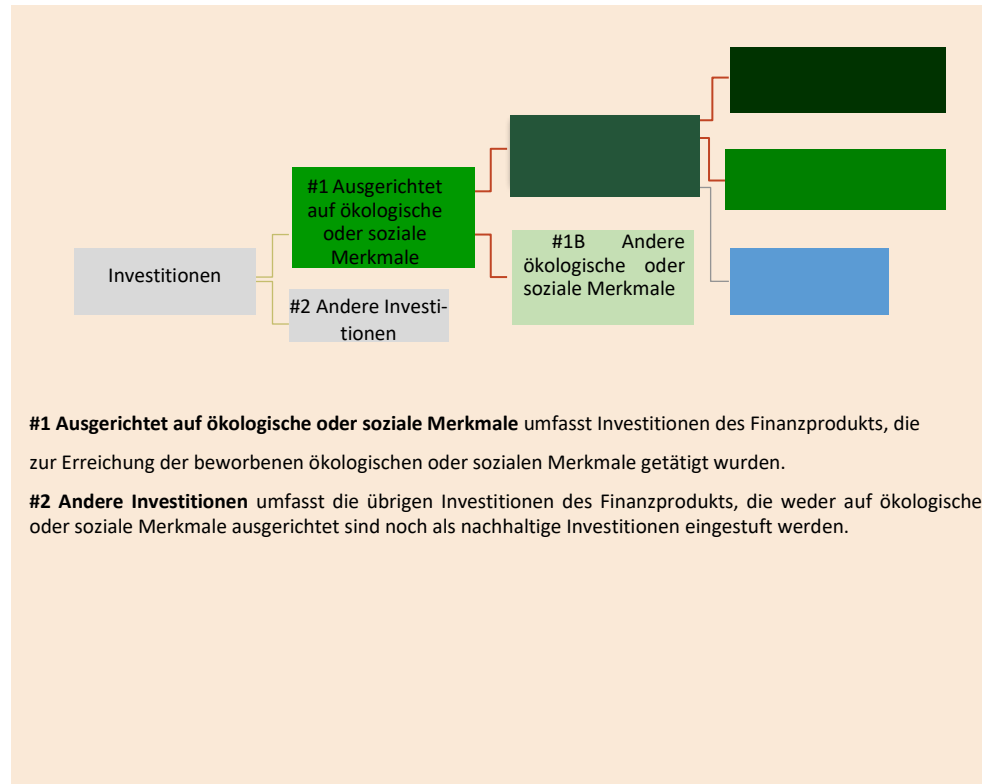 #1 Ausgerichtet
auf ökologische
oder soziale
Merkmale
#1B Andere
ökologische oder
soziale Merkmale
Investitionen
#2 Andere Investi-
tionen
#1 Ausgerichtet auf ökologische oder soziale Merkmale umfasst Investitionen des Finanzprodukts, die
zur Erreichung der beworbenen ökologischen oder sozialen Merkmale getätigt wurden.
#2 Andere Investitionen umfasst die übrigen Investitionen des Finanzprodukts, die weder auf ökologische
oder soziale Merkmale ausgerichtet sind noch als nachhaltige Investitionen eingestuft werden.